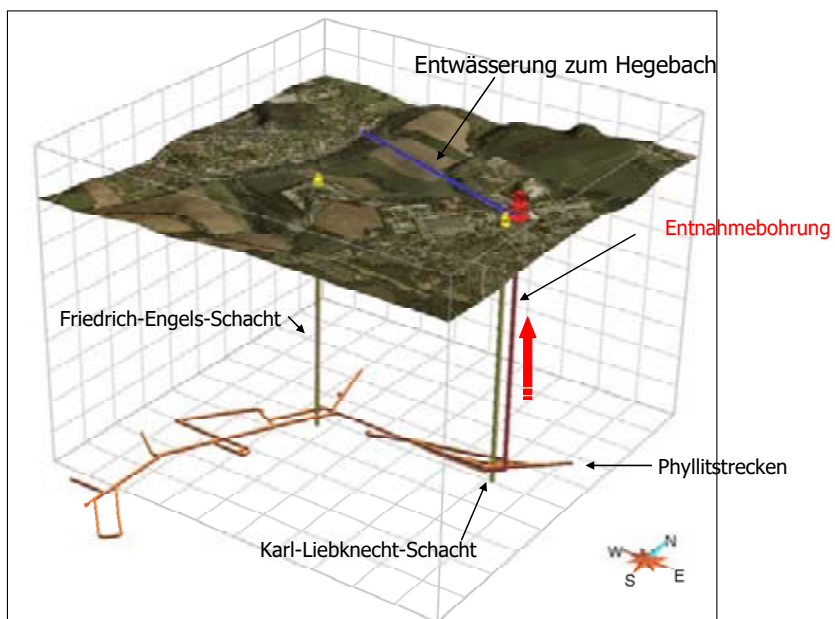 Entwässerung zum Hegebach
Entnahmebohrung
Friedrich-Engels-Schacht
Phyllitstrecken
Karl-Liebknecht-Schacht
W N
S E